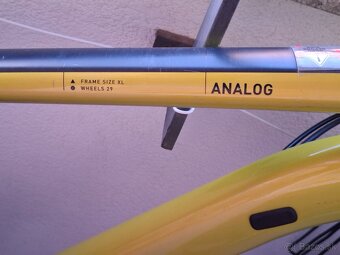 ▲ FRAME SIZE XL
● WHEELS 29
ANALOG